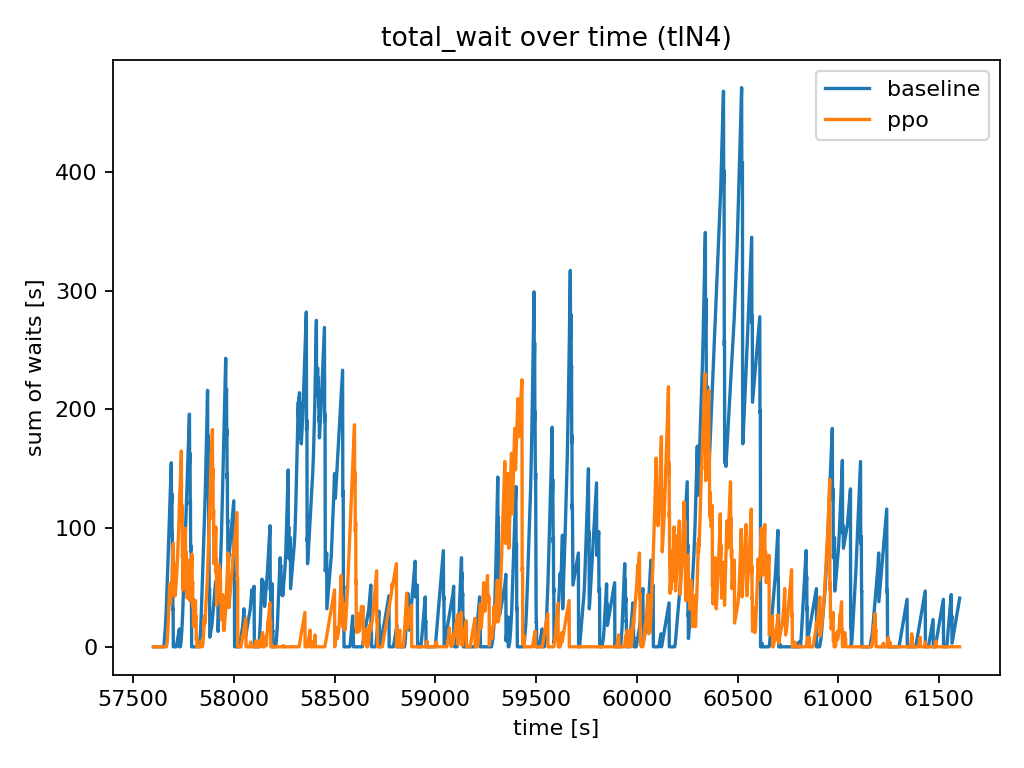 total_wait over time (tlN4)
baseline
ppo
sum of waits [s]
400
300
200
100
0
57500 58000 58500 59000 59500 60000 60500 61000 61500
time [s]